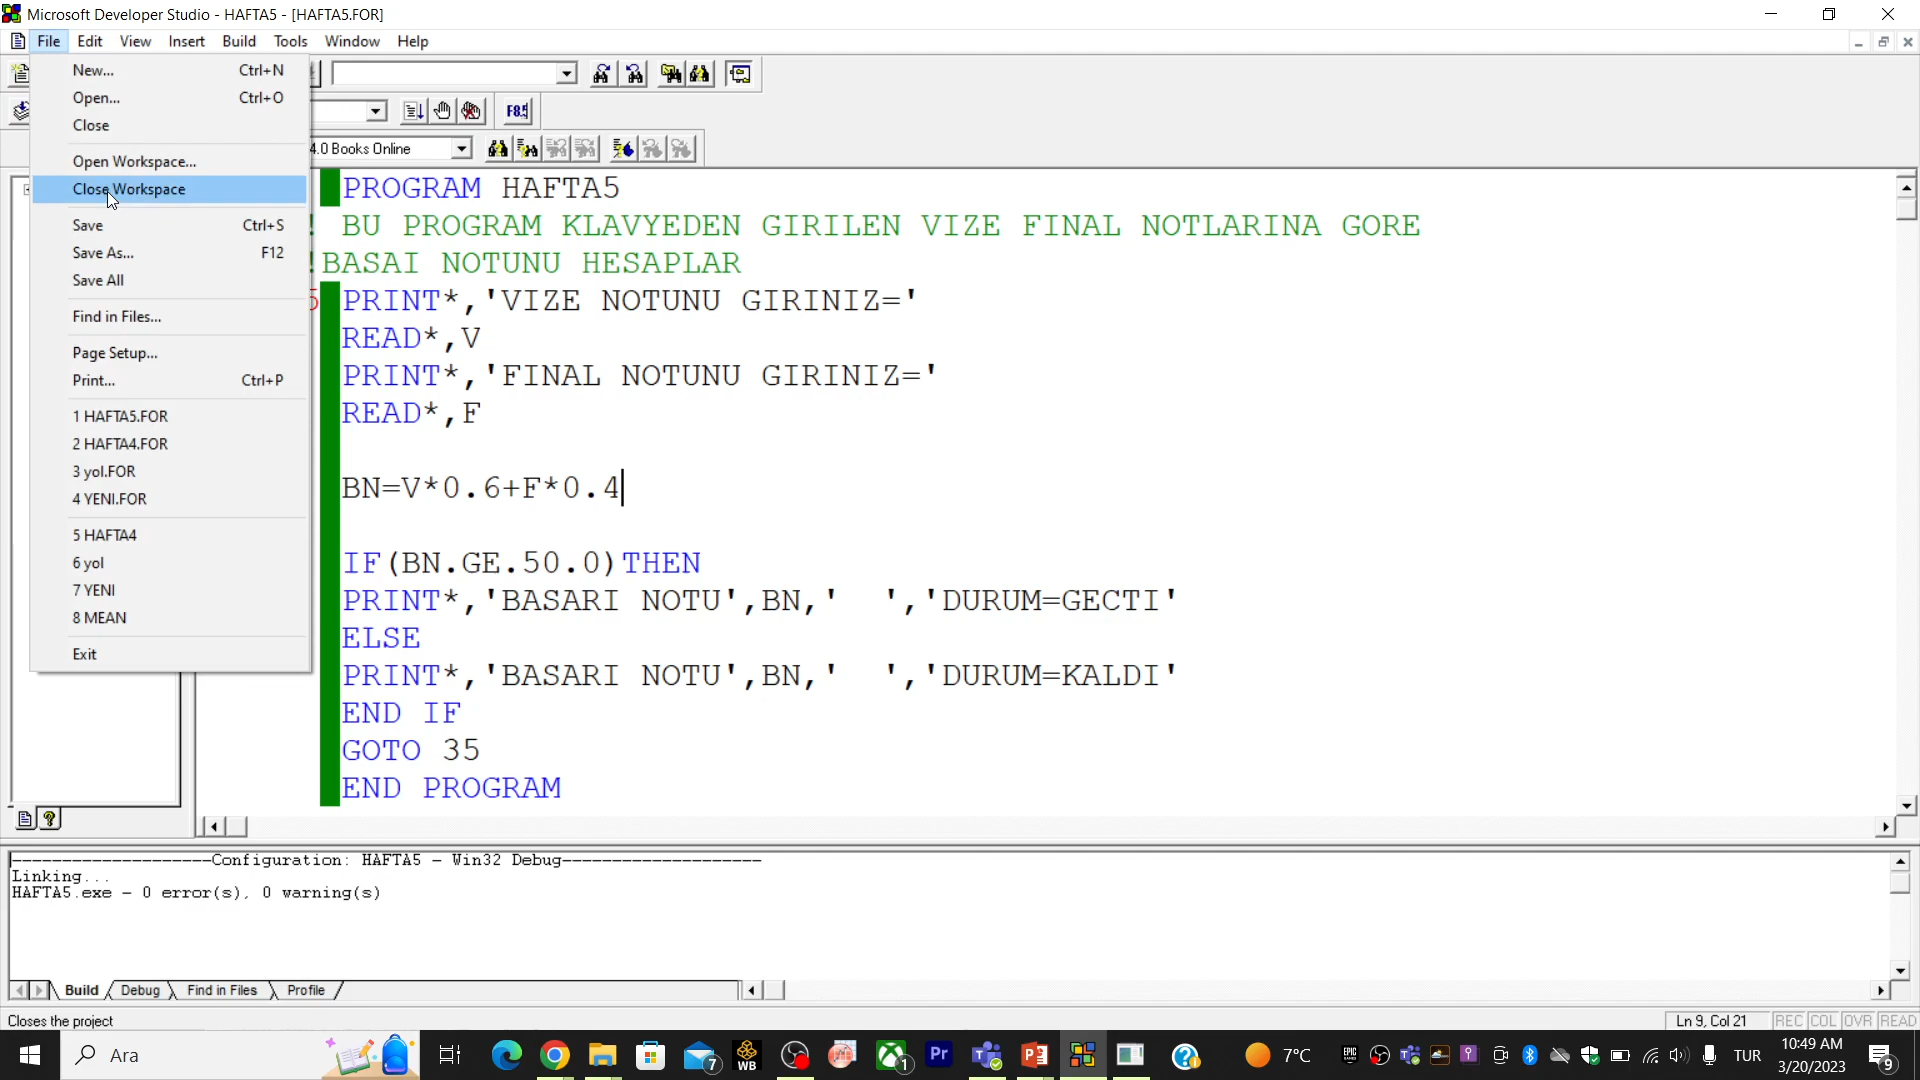 Microsoft Developer Studio - HAFTA5 - [HAFTA5.FOR]
File Edit View Insert Build Tools Window Help
New... Ctrl+N
Open... Ctrl+O
Close
Open Workspace...
Close Workspace
Save Ctrl+S
Save As... F12
Save All
Find in Files...
Page Setup...
Print... Ctrl+P
1 HAFTA5.FOR
2 HAFTA4.FOR
3 yol.FOR
4 YENI.FOR
5 HAFTA4
6 yol
7 YENI
8 MEAN
Exit
4.0 Books Online
PROGRAM HAFTA5
! BU PROGRAM KLAVYEDEN GIRILEN VIZE FINAL NOTLARINA GORE
!BASAI NOTUNU HESAPLAR
5 PRINT*,'VIZE NOTUNU GIRINIZ='
READ*,V
PRINT*,'FINAL NOTUNU GIRINIZ='
READ*,F
BN=V*0.6+F*0.4
IF(BN.GE.50.0)THEN
PRINT*,'BASARI NOTU',BN,'  ','DURUM=GECTI'
ELSE
PRINT*,'BASARI NOTU',BN,'  ','DURUM=KALDI'
END IF
GOTO 35
END PROGRAM
--------------------Configuration: HAFTA5 - Win32 Debug--------------------
Linking...
HAFTA5.exe - 0 error(s), 0 warning(s)
Build Debug Find in Files Profile
Closes the project
Ln 9, Col 21 REC COL OVR READ
Ara
7
WB
1
Pr
7°C
EPIC
TUR
10:49 AM
3/20/2023
9